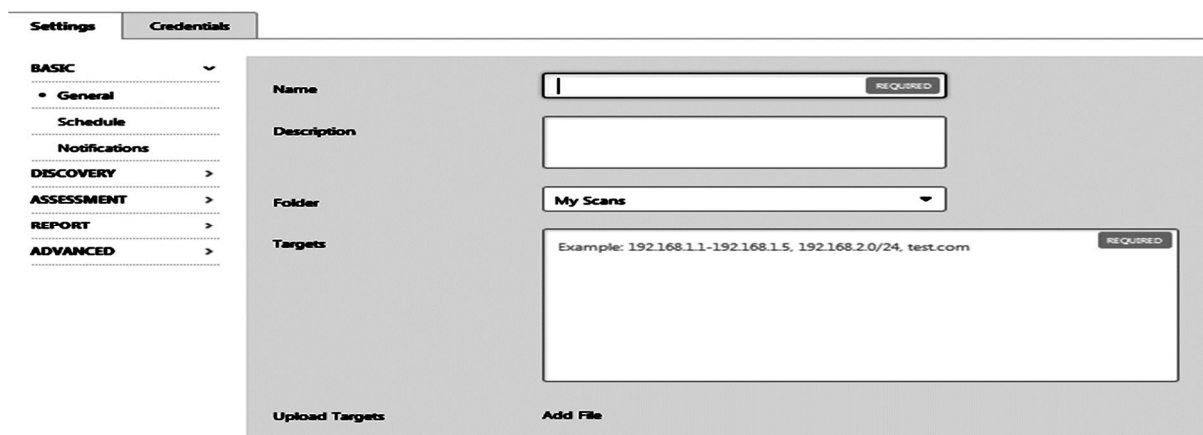 Settings
Credentials
BASIC
General
Schedule
Notifications
DISCOVERY
ASSESSMENT
REPORT
ADVANCED
Name
REQUIRED
Description
Folder
My Scans
Targets
Example: 192.168.1.1-192.168.1.5, 192.168.2.0/24, test.com
REQUIRED
Upload Targets
Add File